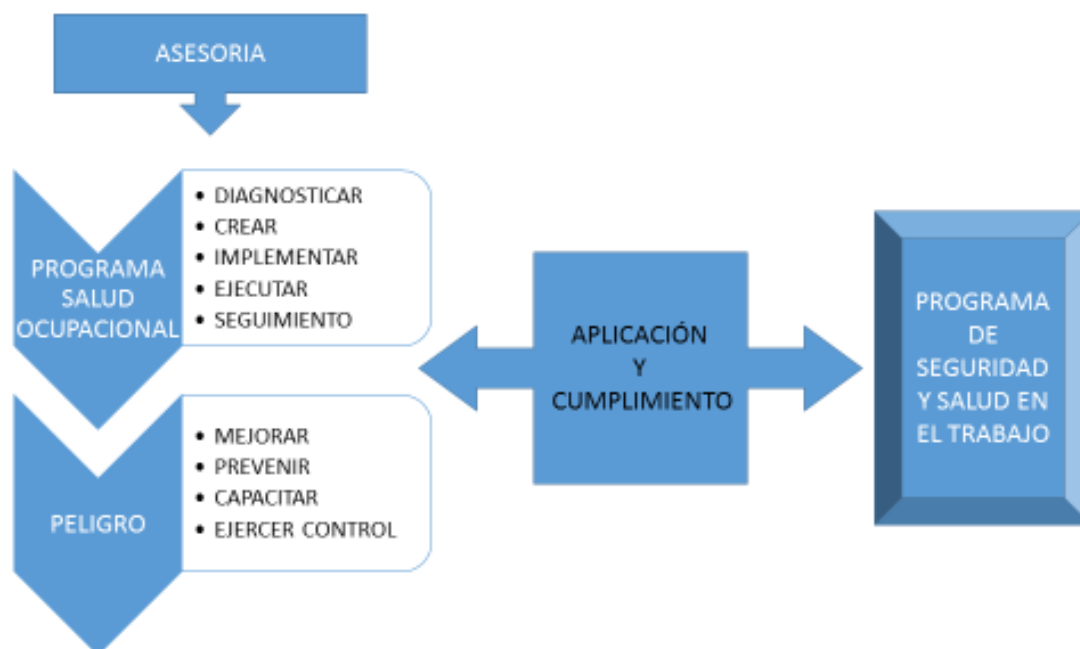 ASESORIA
PROGRAMA
SALUD
OCUPACIONAL
• DIAGNOSTICAR
• CREAR
• IMPLEMENTAR
• EJECUTAR
• SEGUIMIENTO
PELIGRO
• MEJORAR
• PREVENIR
• CAPACITAR
• EJERCER CONTROL
APLICACIÓN
Y
CUMPLIMIENTO
PROGRAMA
DE
SEGURIDAD
Y SALUD EN
EL TRABAJO